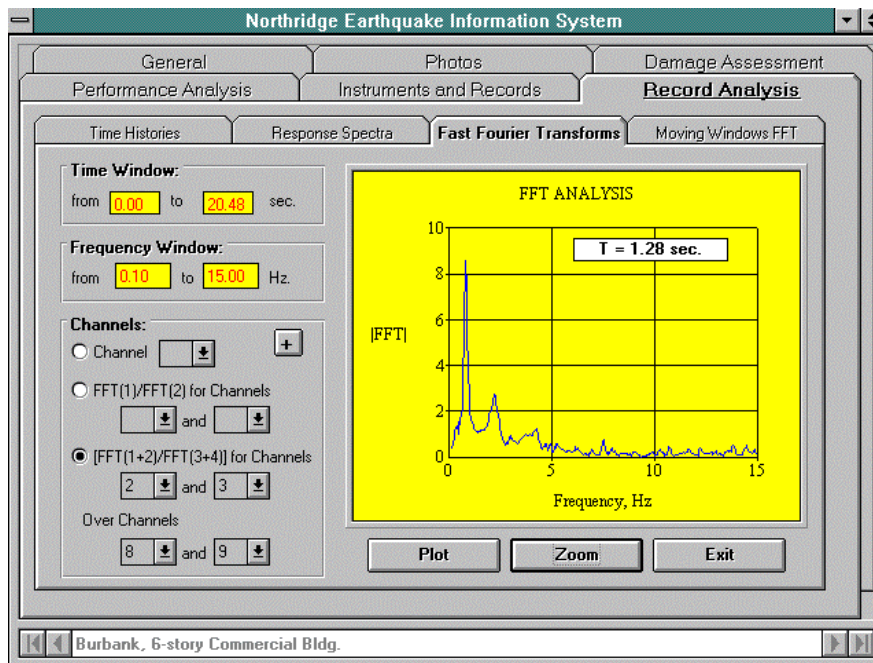 Northridge Earthquake Information System
General Photos Damage Assessment
Performance Analysis Instruments and Records Record Analysis
Time Histories Response Spectra Fast Fourier Transforms Moving Windows FFT
Time Window:
from 0.00 to 20.48 sec.
Frequency Window:
from 0.10 to 15.00 Hz.
Channels:
Channel +
FFT(1)/FFT(2) for Channels
and
[FFT(1+2)/FFT(3+4)] for Channels
2 and 3
Over Channels
8 and 9
FFT ANALYSIS
T = 1.28 sec.
10
8
6
|FFT|
4
2
0
0 5 10 15
Frequency, Hz
Plot Zoom Exit
Burbank, 6-story Commercial Bldg.